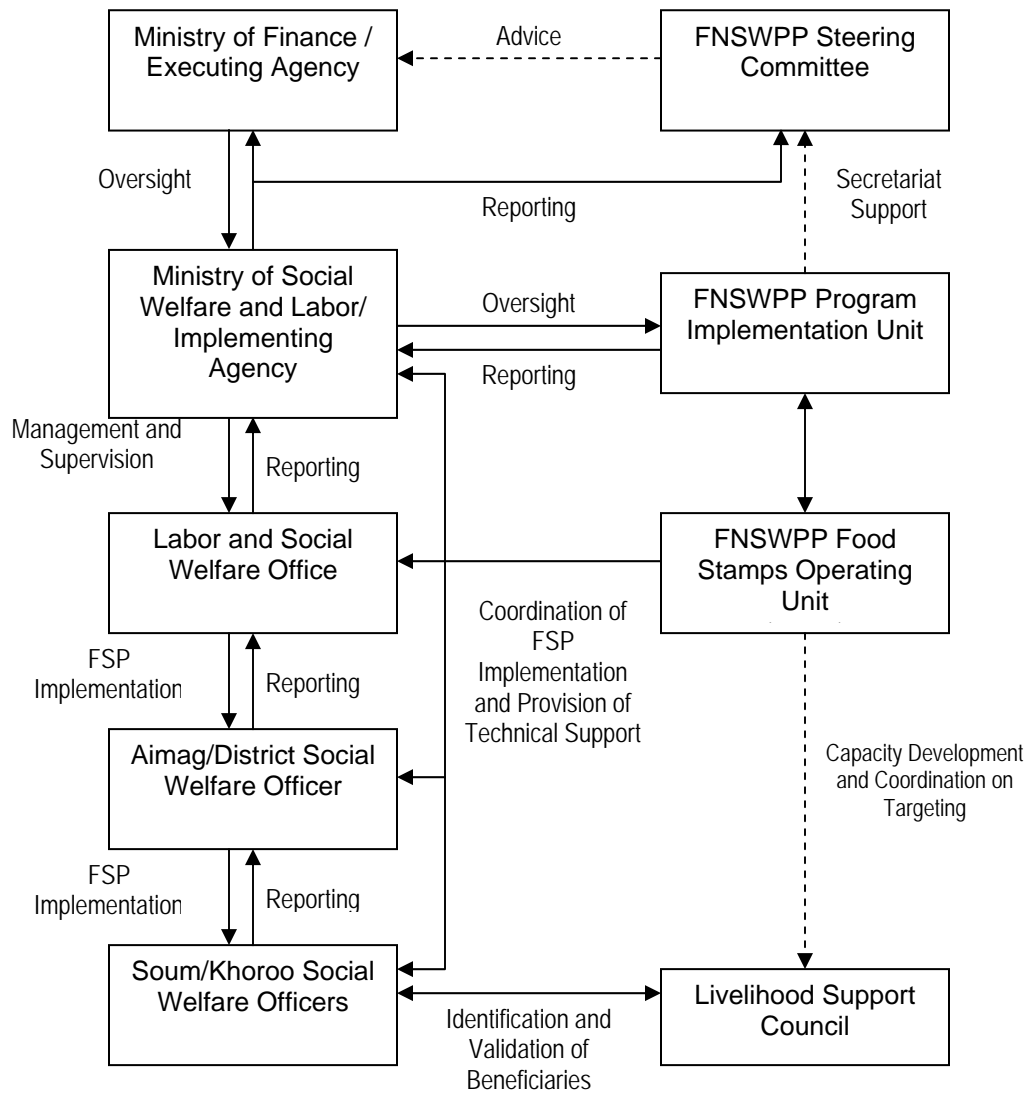 Ministry of Finance /
Executing Agency
Advice
FNSWPP Steering
Committee
Oversight
Reporting
Secretariat
Support
Ministry of Social
Welfare and Labor/
Implementing
Agency
Oversight
Reporting
FNSWPP Program
Implementation Unit
Management and
Supervision
Reporting
Labor and Social
Welfare Office
FNSWPP Food
Stamps Operating
Unit
FSP
Implementation
Reporting
Coordination of
FSP
Implementation
and Provision of
Technical Support
Aimag/District Social
Welfare Officer
Capacity Development
and Coordination on
Targeting
FSP
Implementation
Reporting
Soum/Khoroo Social
Welfare Officers
Identification and
Validation of
Beneficiaries
Livelihood Support
Council